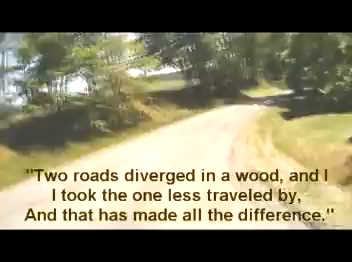 "Two roads diverged in a wood, and I
I took the one less traveled by,
And that has made all the difference."